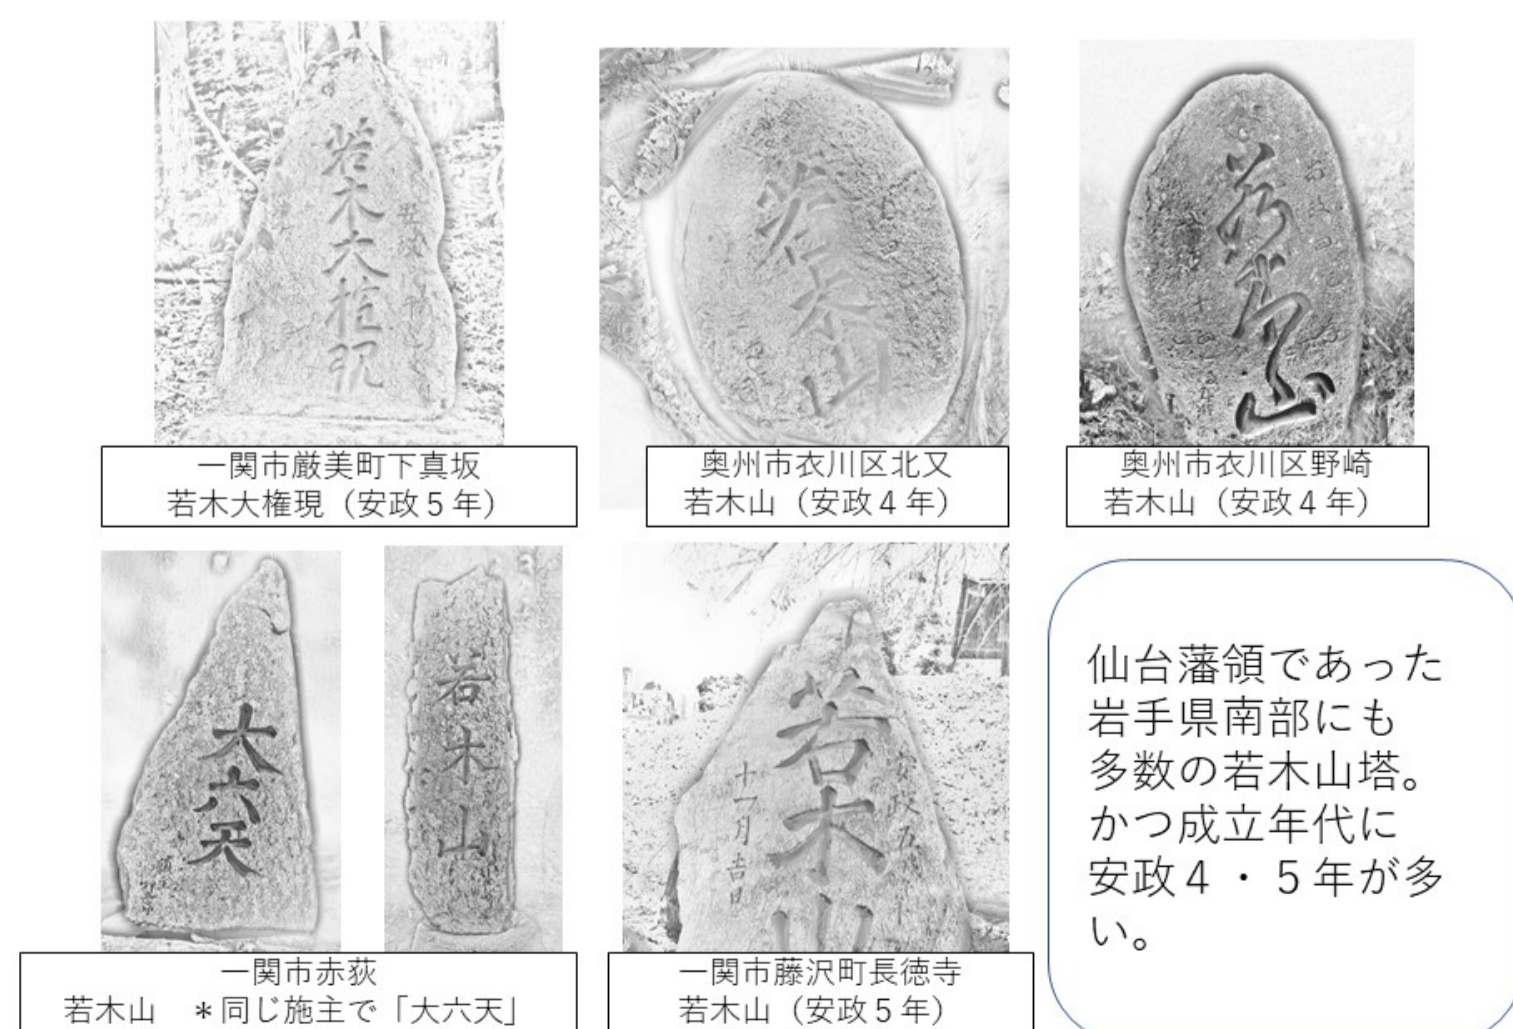 若木大権現
一関市厳美町下真坂
若木大権現（安政５年）
若木山
奥州市衣川区北又
若木山（安政４年）
若木山
奥州市衣川区野崎
若木山（安政４年）
大六天
若木山
一関市赤荻
若木山　＊同じ施主で「大六天」
安政五年
若木山
十一月吉日
一関市藤沢町長徳寺
若木山（安政５年）
仙台藩領であった
岩手県南部にも
多数の若木山塔。
かつ成立年代に
安政４・５年が多
い。